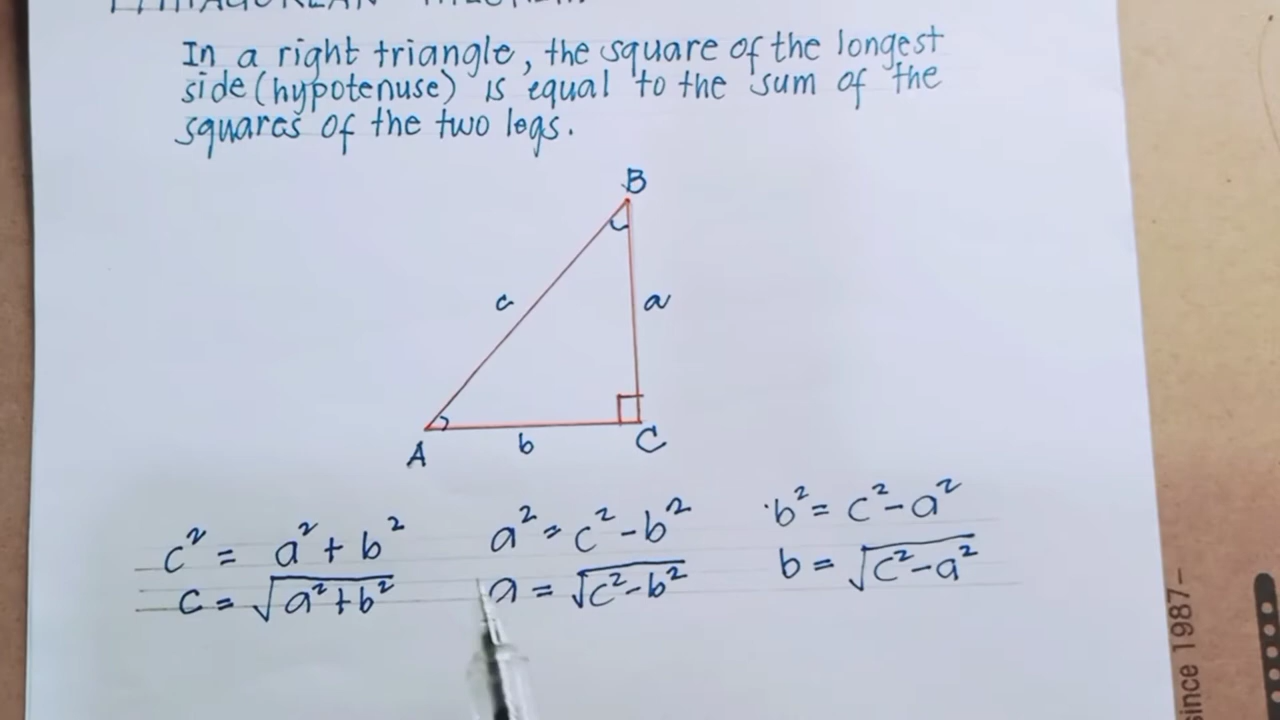 PYTHAGOREAN THEOREM
In a right triangle, the square of the longest
side (hypotenuse) is equal to the sum of the
squares of the two legs.
B
c
a
A
b
C
c² = a² + b²
c = √a²+b²
a² = c² - b²
a = √c²-b²
b² = c² - a²
b = √c²-a²
since 1987-